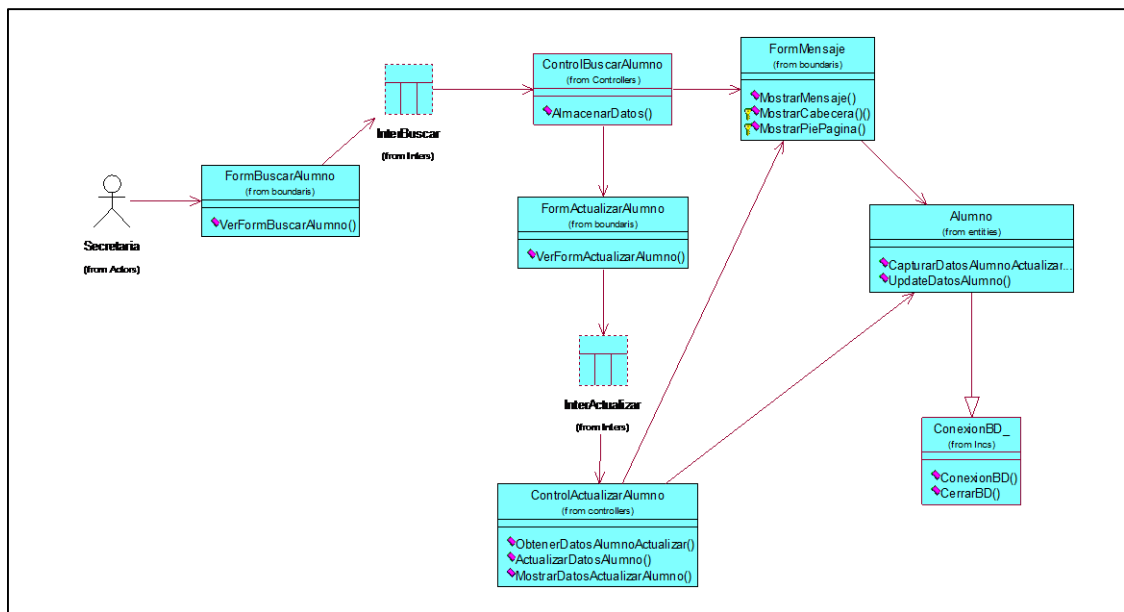 Secretaria
(from Actors)
FormBuscarAlumno
(from boundaris)
VerFormBuscarAlumno()
InterBuscar
(from Inters)
ControlBuscarAlumno
(from Controllers)
AlmacenarDatos()
FormMensaje
(from boundaris)
MostrarMensaje()
MostrarCabecera()()
MostrarPiePagina()
FormActualizarAlumno
(from boundaris)
VerFormActualizarAlumno()
Alumno
(from entities)
CapturarDatosAlumnoActualizar...
UpdateDatosAlumno()
InterActualizar
(from Inters)
ConexionBD_
(from Incs)
ConexionBD()
CerrarBD()
ControlActualizarAlumno
(from controllers)
ObtenerDatosAlumnoActualizar()
ActualizarDatosAlumno()
MostrarDatosActualizarAlumno()